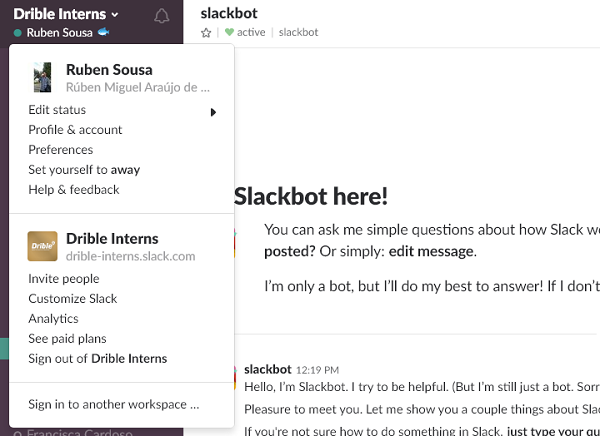 Drible Interns
Ruben Sousa
Ruben Sousa
Rúben Miguel Araújo de ...
Edit status
Profile & account
Preferences
Set yourself to away
Help & feedback
Drible
Drible Interns
drible-interns.slack.com
Invite people
Customize Slack
Analytics
See paid plans
Sign out of Drible Interns
Sign in to another workspace ...
Francisca Cardoso
slackbot
active | slackbot
Slackbot here!
You can ask me simple questions about how Slack wo
posted? Or simply: edit message.
I'm only a bot, but I'll do my best to answer! If I don't
slackbot 12:19 PM
Hello, I'm Slackbot. I try to be helpful. (But I'm still just a bot. Sorr
Pleasure to meet you. Let me show you a couple things about Slac
If you're not sure how to do something in Slack, just type your qu